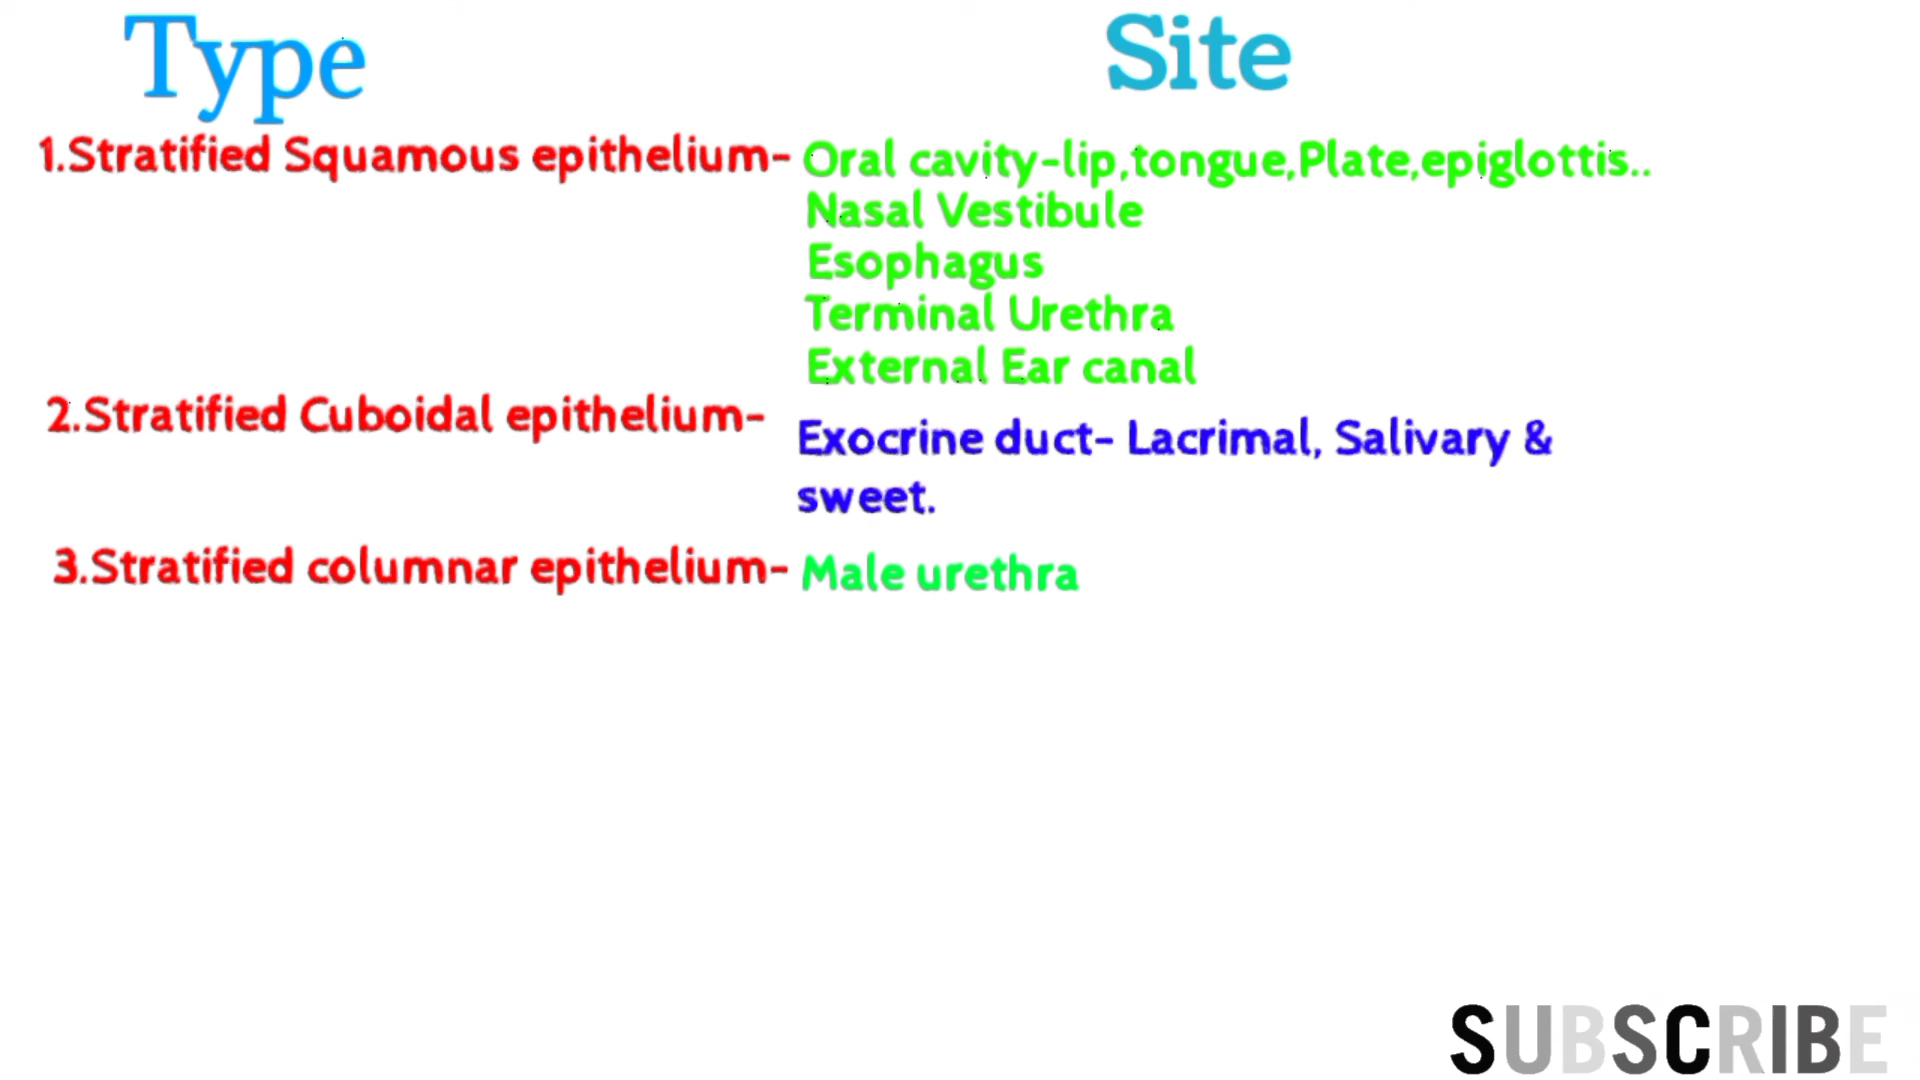 Type
Site
1.Stratified Squamous epithelium- Oral cavity-lip,tongue,Plate,epiglottis..
Nasal Vestibule
Esophagus
Terminal Urethra
External Ear canal
2.Stratified Cuboidal epithelium-
Exocrine duct- Lacrimal, Salivary &
sweet.
3.Stratified columnar epithelium- Male urethra
SUBSCRIBE